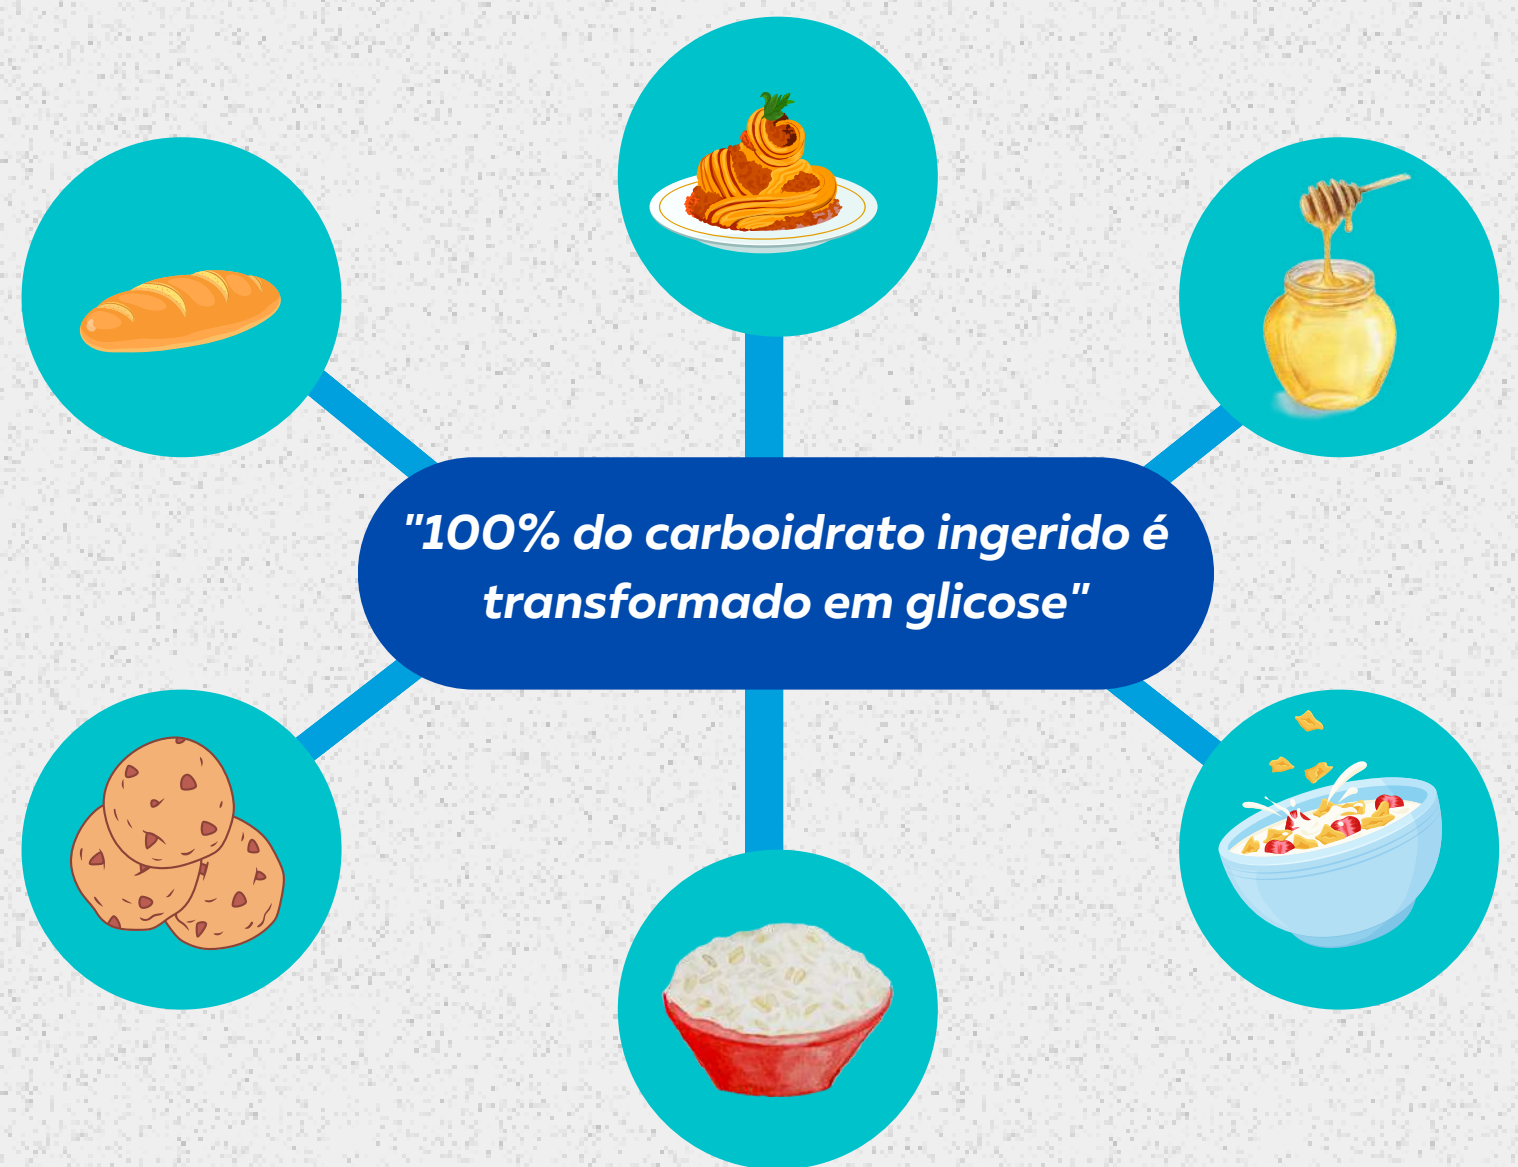 "100% do carboidrato ingerido é
transformado em glicose"